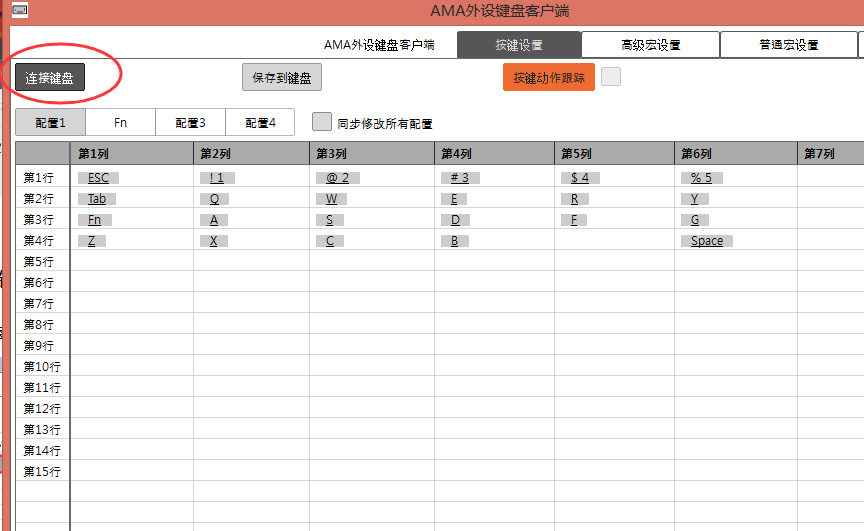 AMA外设键盘客户端
AMA外设键盘客户端 按键设置 高级宏设置 普通宏设置
连接键盘 保存到键盘 按键动作跟踪
配置1 Fn 配置3 配置4 同步修改所有配置
第1列 第2列 第3列 第4列 第5列 第6列 第7列
第1行 ESC ! 1 @ 2 # 3 $ 4 % 5
第2行 Tab Q W E R Y
第3行 Fn A S D F G
第4行 Z X C B Space
第5行
第6行
第7行
第8行
第9行
第10行
第11行
第12行
第13行
第14行
第15行